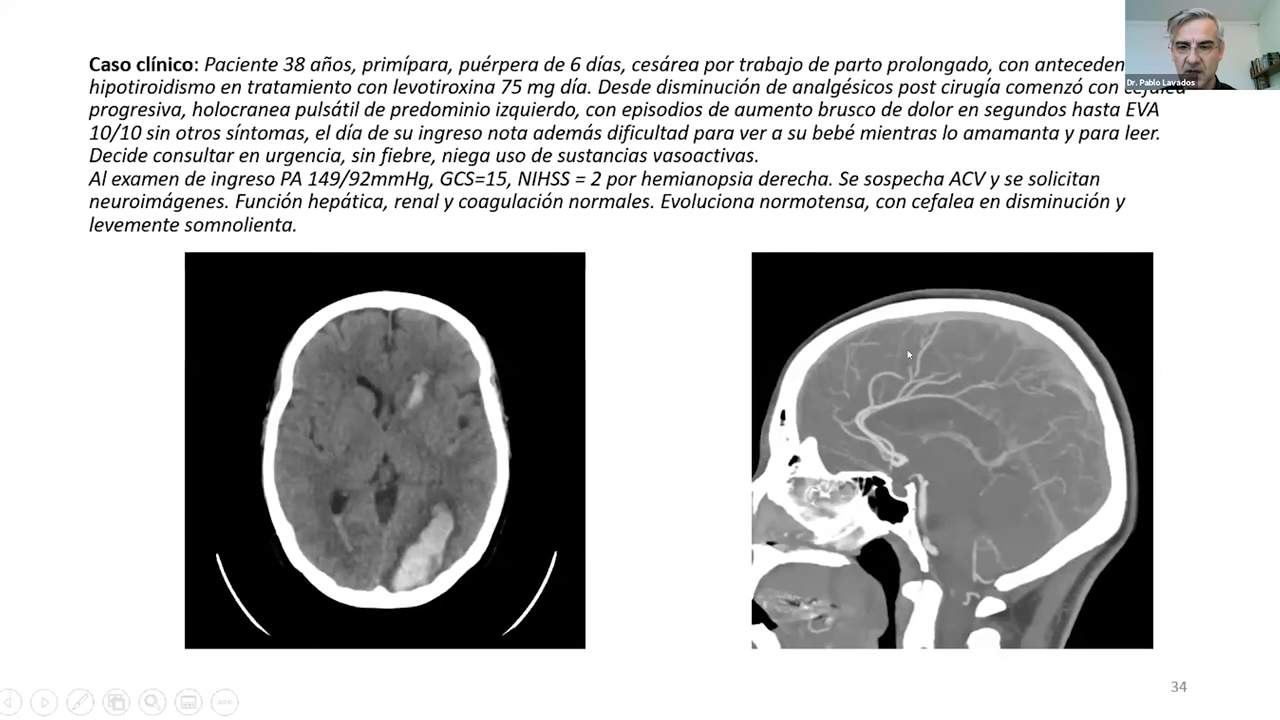 Caso clínico: Paciente 38 años, primípara, puérpera de 6 días, cesárea por trabajo de parto prolongado, con anteceden
hipotiroidismo en tratamiento con levotiroxina 75 mg día. Desde disminución de analgésicos post cirugía comenzó con cefalea
progresiva, holocranea pulsátil de predominio izquierdo, con episodios de aumento brusco de dolor en segundos hasta EVA
10/10 sin otros síntomas, el día de su ingreso nota además dificultad para ver a su bebé mientras lo amamanta y para leer.
Decide consultar en urgencia, sin fiebre, niega uso de sustancias vasoactivas.
Al examen de ingreso PA 149/92mmHg, GCS=15, NIHSS = 2 por hemianopsia derecha. Se sospecha ACV y se solicitan
neuroimágenes. Función hepática, renal y coagulación normales. Evoluciona normotensa, con cefalea en disminución y
levemente somnolienta.
Dr. Pablo Lavados
34